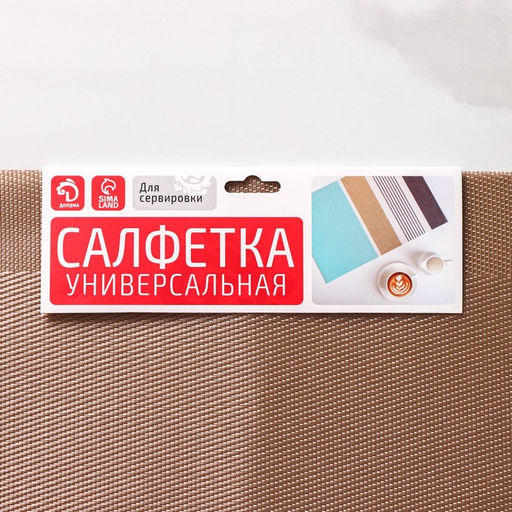 ДОЛЯНА
SIMA
LAND
Для
сервировки
САЛФЕТКА
УНИВЕРСАЛЬНАЯ